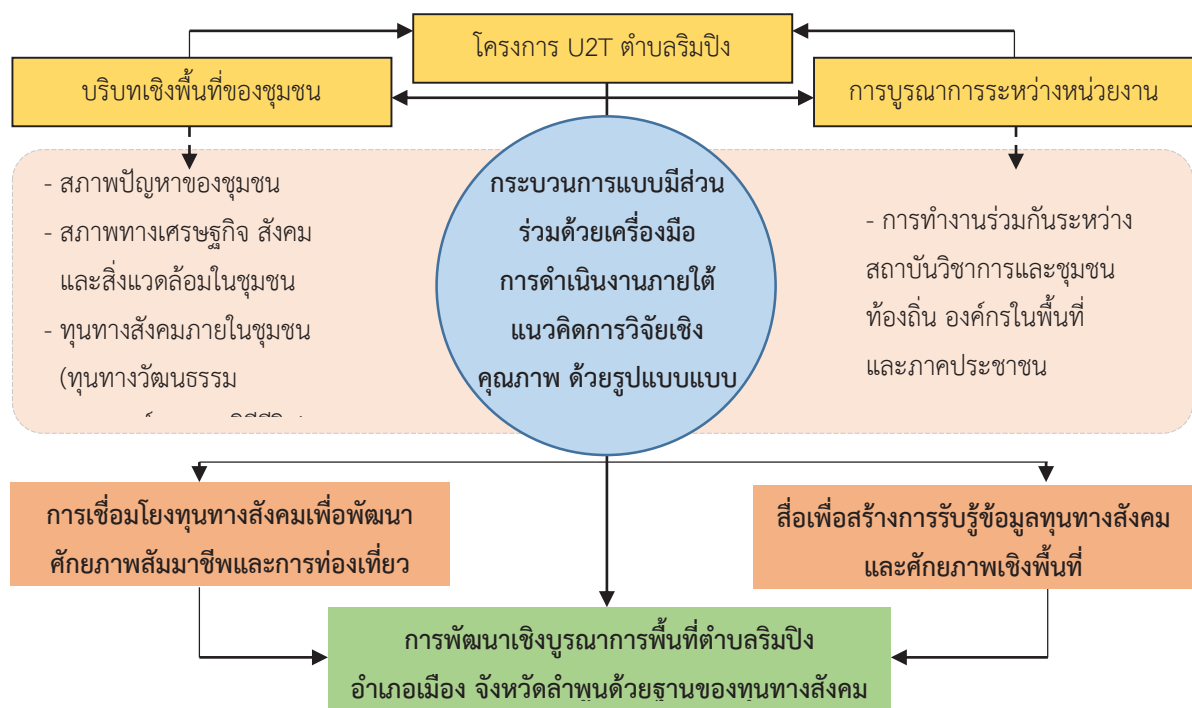 โครงการ U2T ตำบลริมปิง
บริบทเชิงพื้นที่ของชุมชน
การบูรณาการระหว่างหน่วยงาน
- สภาพปัญหาของชุมชน
- สภาพทางเศรษฐกิจ สังคม
และสิ่งแวดล้อมในชุมชน
- ทุนทางสังคมภายในชุมชน
(ทุนทางวัฒนธรรม
กระบวนการแบบมีส่วน
ร่วมด้วยเครื่องมือ
การดำเนินงานภายใต้
แนวคิดการวิจัยเชิง
คุณภาพ ด้วยรูปแบบแบบ
- การทำงานร่วมกันระหว่าง
สถาบันวิชาการและชุมชน
ท้องถิ่น องค์กรในพื้นที่
และภาคประชาชน
การเชื่อมโยงทุนทางสังคมเพื่อพัฒนา
ศักยภาพสัมมาชีพและการท่องเที่ยว
สื่อเพื่อสร้างการรับรู้ข้อมูลทุนทางสังคม
และศักยภาพเชิงพื้นที่
การพัฒนาเชิงบูรณาการพื้นที่ตำบลริมปิง
อำเภอเมือง จังหวัดลำพูนด้วยฐานของทุนทางสังคม